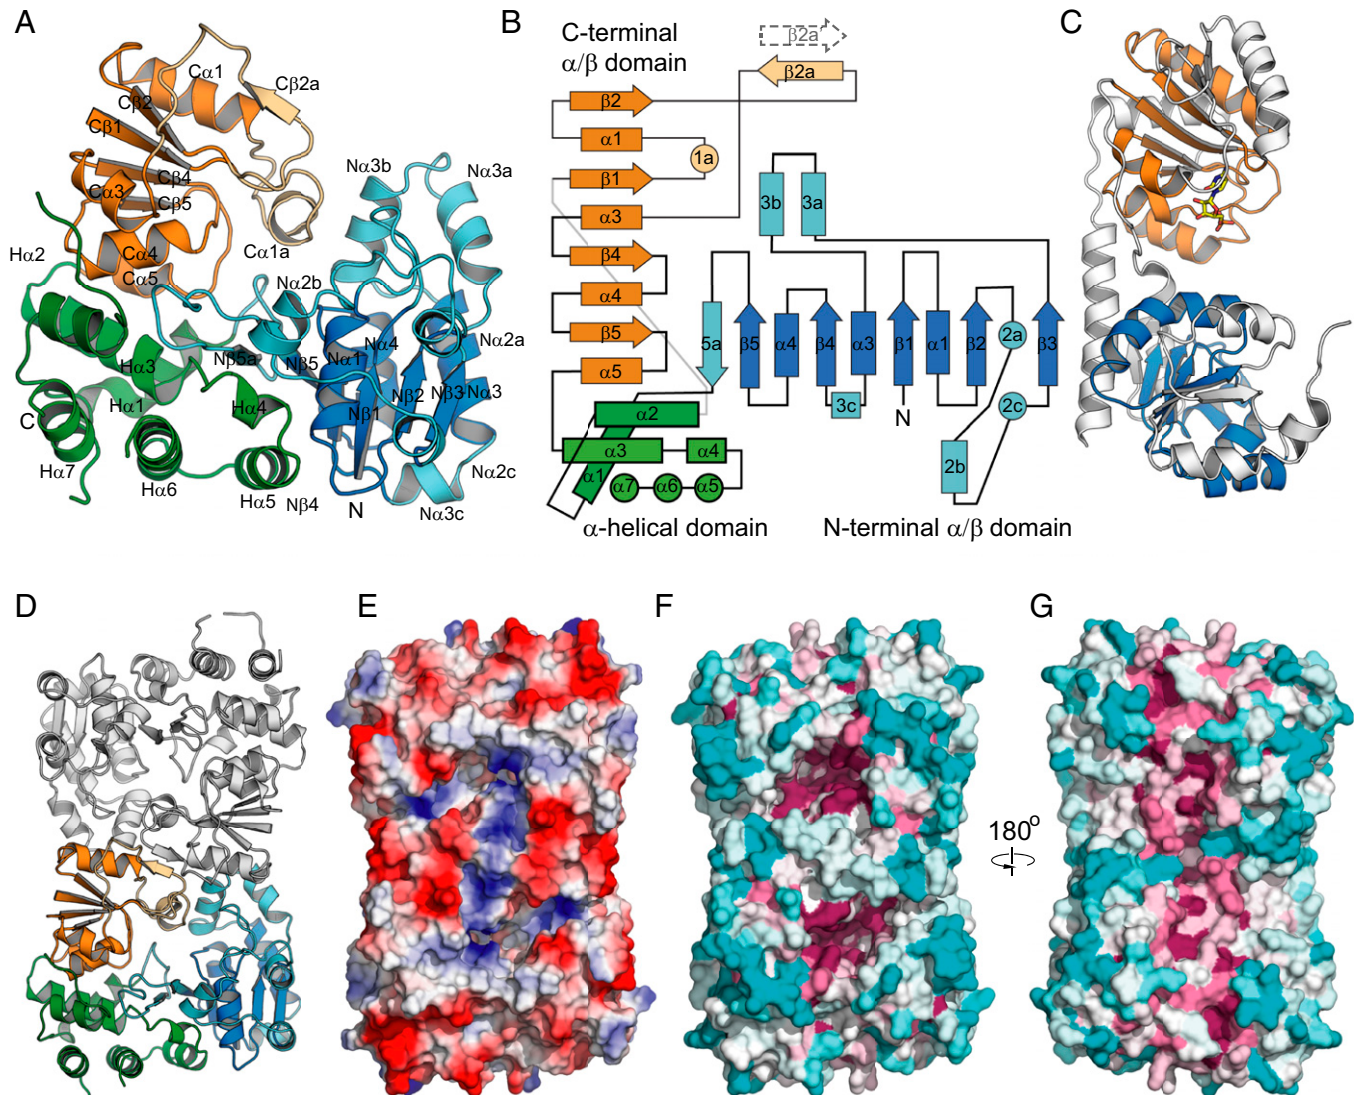 A
Cα1
Cβ2a
Cβ2
Cβ1
Nα3b
Nα3a
Cβ4
Cα3
Cβ5
Hα2
Cα4
Cα1a
Cα5
Nα2b
Nα2a
Nα4
Nβ5a
Nβ5
Nα1
Hα3
Nβ2
Nβ3
Nα3
Hα1
Hα4
Nβ1
C
Hα7
Hα6
Hα5
Nβ4
N
Nα3c
Nα2c
B
C-terminal
α/β domain
β2a
β2a
β2
α1
1a
β1
α3
β4
α4
β5
α5
3b
3a
5a
β5
α4
β4
α3
β1
α1
β2
2a
β3
3c
N
2c
2b
α2
α3
α4
α1
α7
α6
α5
α-helical domain
N-terminal α/β domain
C
D
E
F
180°
G